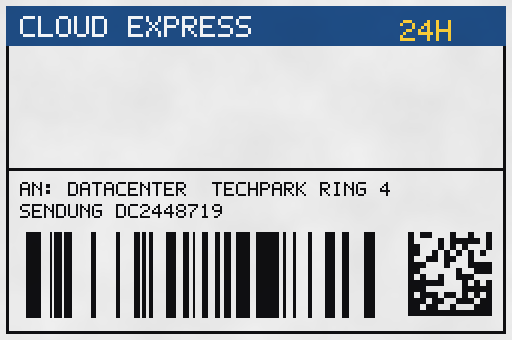 CLOUD EXPRESS 24H
AN: DATACENTER TECHPARK RING 4
SENDUNG DC2448719